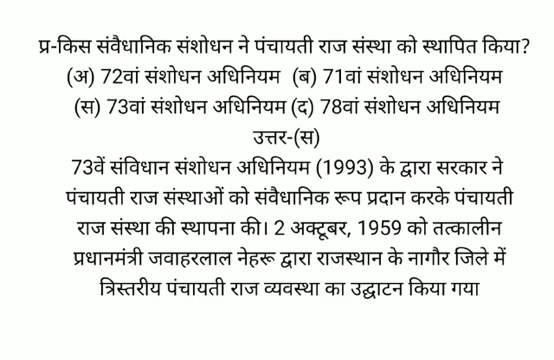 प्र-किस संवैधानिक संशोधन ने पंचायती राज संस्था को स्थापित किया?
(अ) 72वां संशोधन अधिनियम (ब) 71वां संशोधन अधिनियम
(स) 73वां संशोधन अधिनियम (द) 78वां संशोधन अधिनियम
उत्तर-(स)
73वें संविधान संशोधन अधिनियम (1993) के द्वारा सरकार ने
पंचायती राज संस्थाओं को संवैधानिक रूप प्रदान करके पंचायती
राज संस्था की स्थापना की। 2 अक्टूबर, 1959 को तत्कालीन
प्रधानमंत्री जवाहरलाल नेहरू द्वारा राजस्थान के नागौर जिले में
त्रिस्तरीय पंचायती राज व्यवस्था का उद्घाटन किया गया